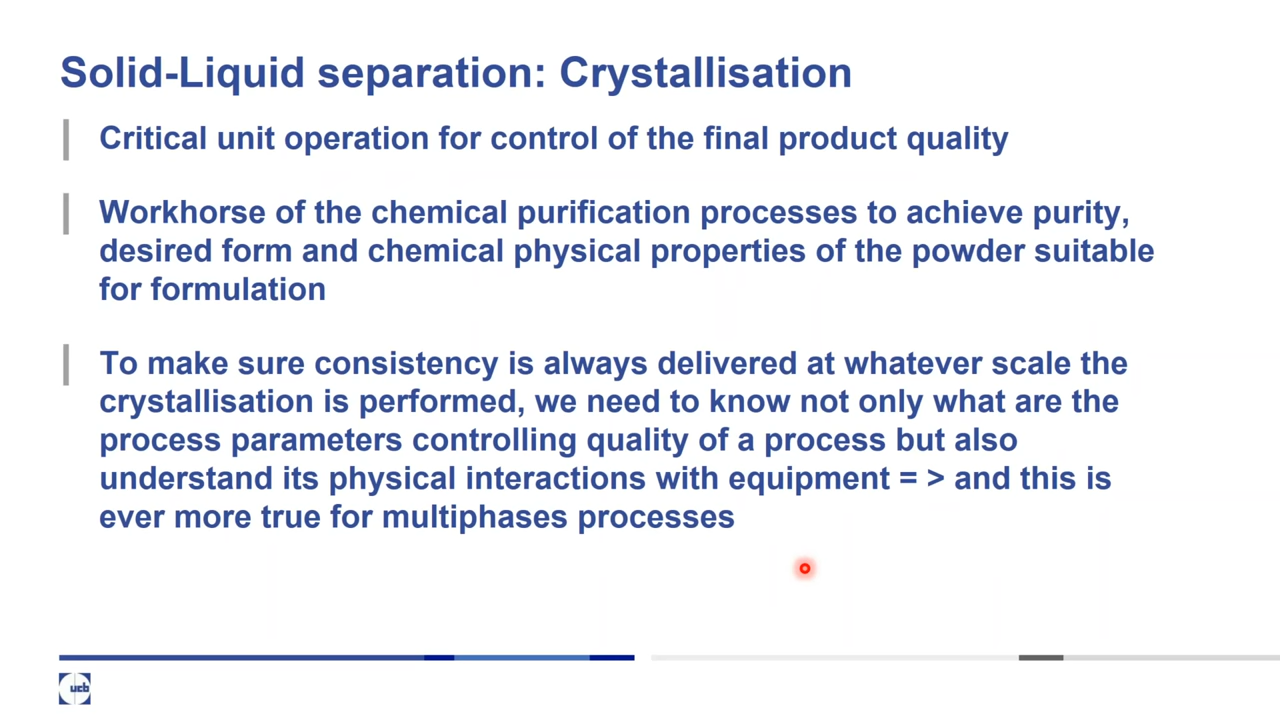 Solid-Liquid separation: Crystallisation
Critical unit operation for control of the final product quality
Workhorse of the chemical purification processes to achieve purity,
desired form and chemical physical properties of the powder suitable
for formulation
To make sure consistency is always delivered at whatever scale the
crystallisation is performed, we need to know not only what are the
process parameters controlling quality of a process but also
understand its physical interactions with equipment = > and this is
ever more true for multiphases processes
ucb